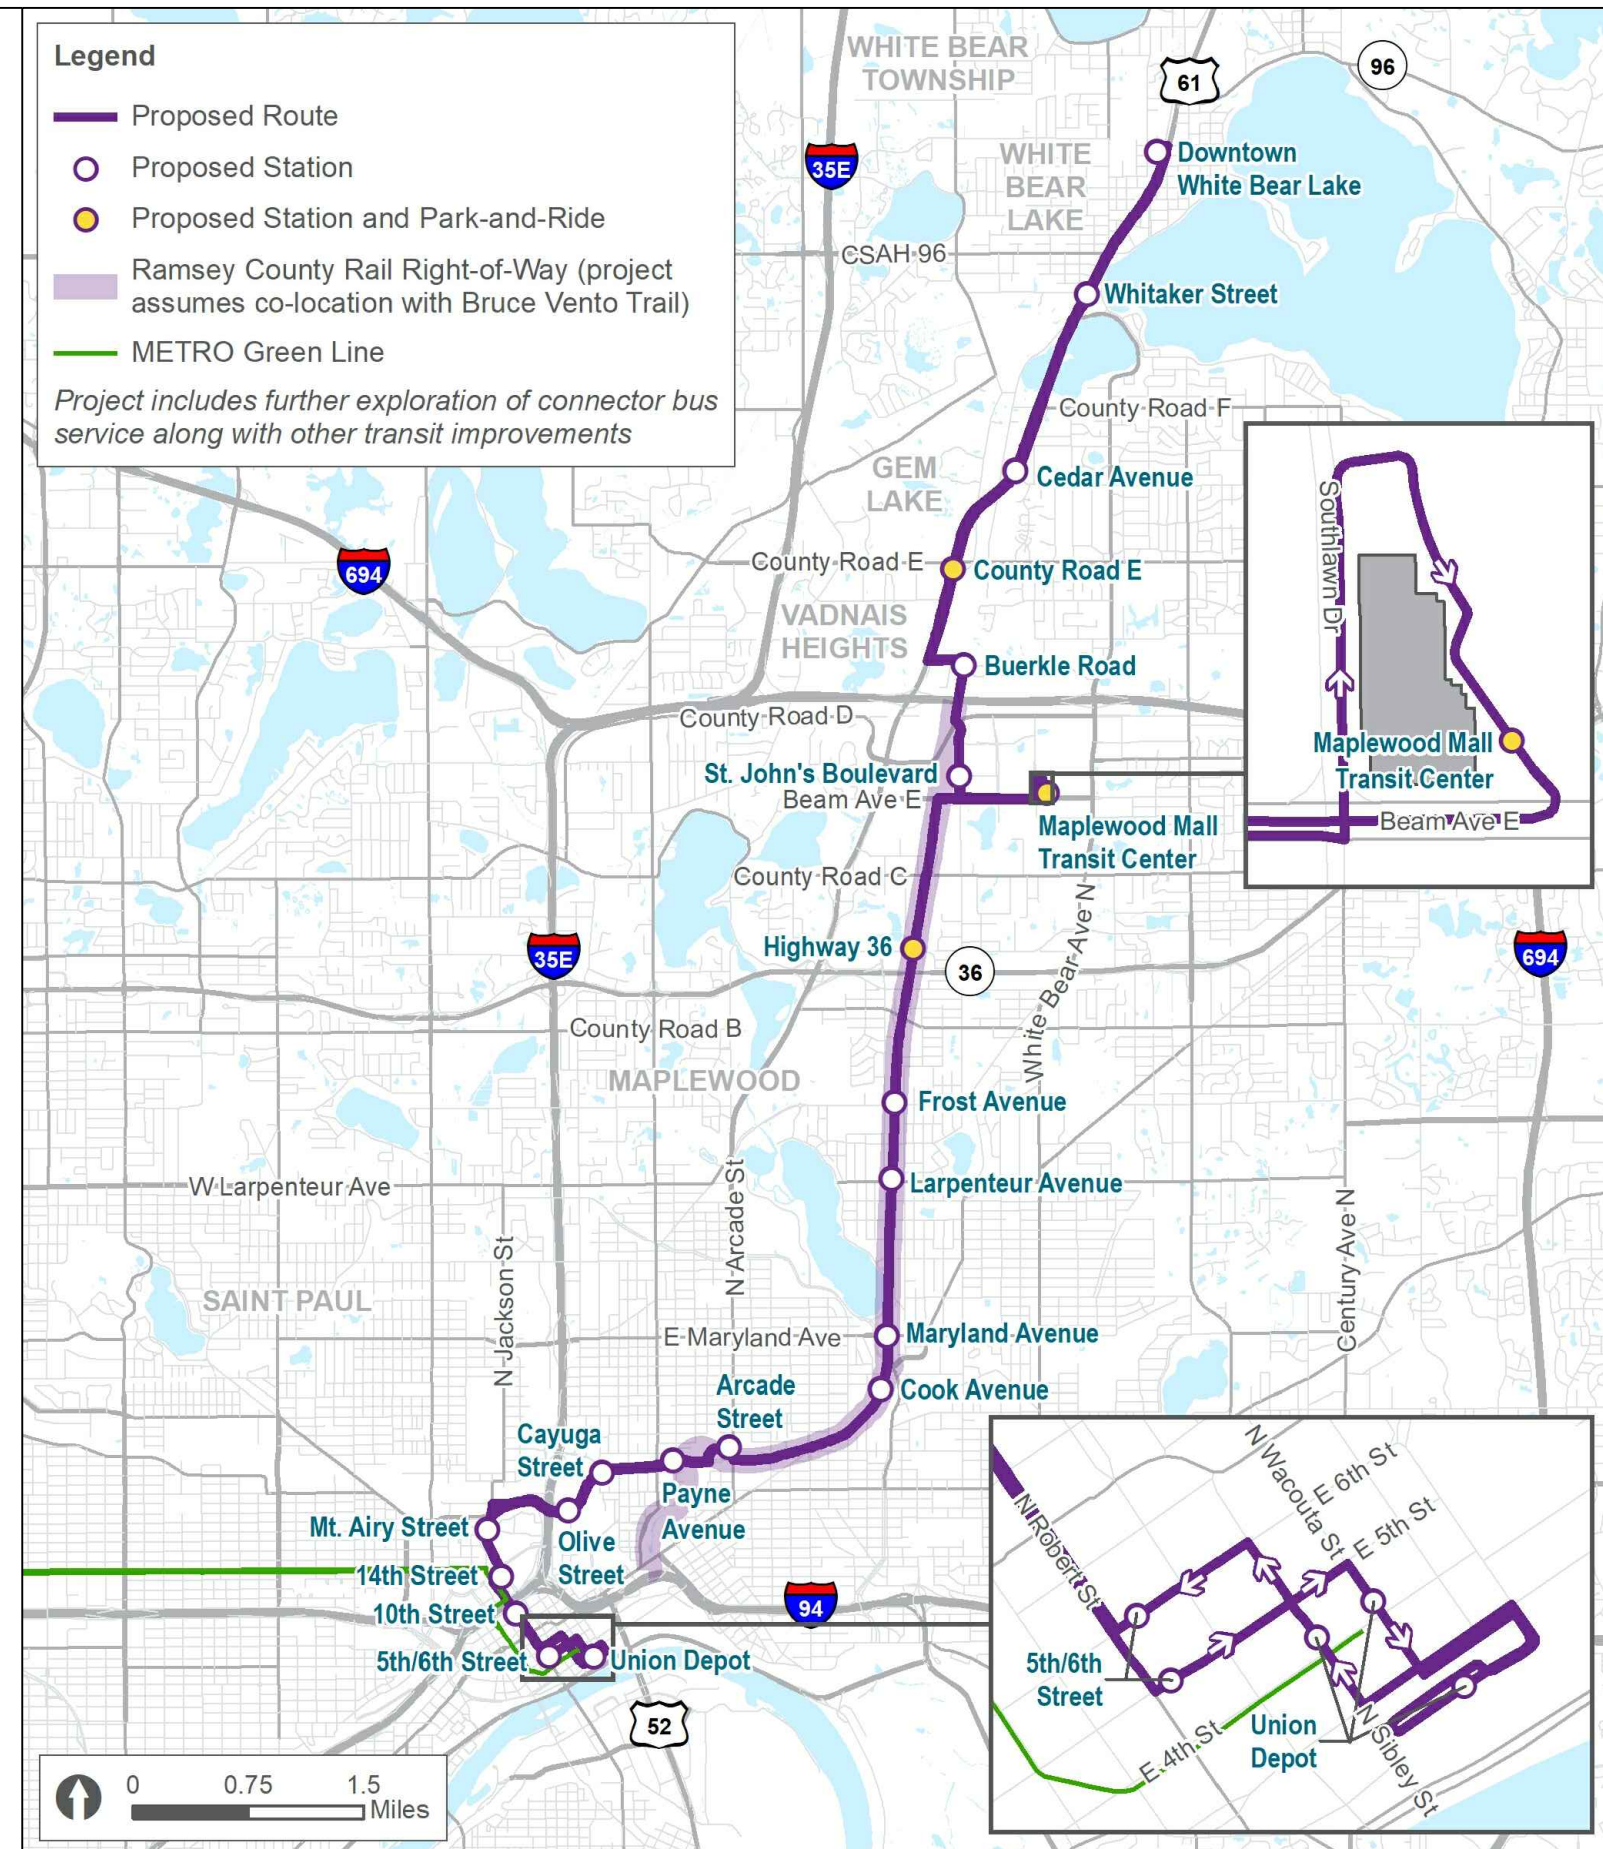 Legend
Proposed Route
Proposed Station
Proposed Station and Park-and-Ride
Ramsey County Rail Right-of-Way (project
assumes co-location with Bruce Vento Trail)
METRO Green Line
Project includes further exploration of connector bus
service along with other transit improvements
WHITE BEAR
TOWNSHIP
61
96
35E
WHITE
BEAR
LAKE
Downtown
White Bear Lake
CSAH 96
Whitaker Street
County Road F
GEM
LAKE
Cedar Avenue
694
County Road E
County Road E
VADNAIS
HEIGHTS
Buerkle Road
County Road D
St. John's Boulevard
Beam Ave E
Maplewood Mall
Transit Center
Southlawn Dr
Maplewood Mall
Transit Center
Beam Ave E
County Road C
White Bear Ave N
Highway 36
36
35E
694
County Road B
MAPLEWOOD
Frost Avenue
W Larpenteur Ave
Larpenteur Avenue
N Arcade St
N Jackson St
Century Ave N
SAINT PAUL
E Maryland Ave
Maryland Avenue
Arcade
Street
Cook Avenue
Cayuga
Street
Payne
Avenue
Mt. Airy Street
Olive
Street
14th Street
10th Street
94
5th/6th Street
Union Depot
52
N Robert St
N Wacouta St
E 6th St
E 5th St
5th/6th
Street
Union
Depot
E 4th St
N Sibley St
0 0.75 1.5
Miles